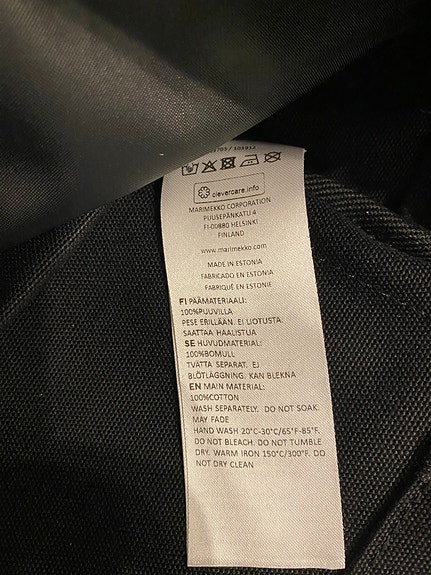 clevercare.info
MARIMEKKO CORPORATION
PUUSEPÄNKATU 4
FI-00880 HELSINKI
FINLAND
www.marimekko.com
MADE IN ESTONIA
FABRICADO EN ESTONIA
FABRIQUÉ EN ESTONIE
FI PÄÄMATERIAALI:
100%PUUVILLA
PESE ERILLÄÄN. EI LIOTUSTA.
SAATTAA HAALISTUA
SE HUVUDMATERIAL:
100%BOMULL
TVÄTTA SEPARAT. EJ
BLÖTLÄGGNING. KAN BLEKNA
EN MAIN MATERIAL:
100%COTTON
WASH SEPARATELY. DO NOT SOAK.
MAY FADE
HAND WASH 20°C-30°C/65°F-85°F.
DO NOT BLEACH. DO NOT TUMBLE
DRY. WARM IRON 150°C/300°F. DO
NOT DRY CLEAN